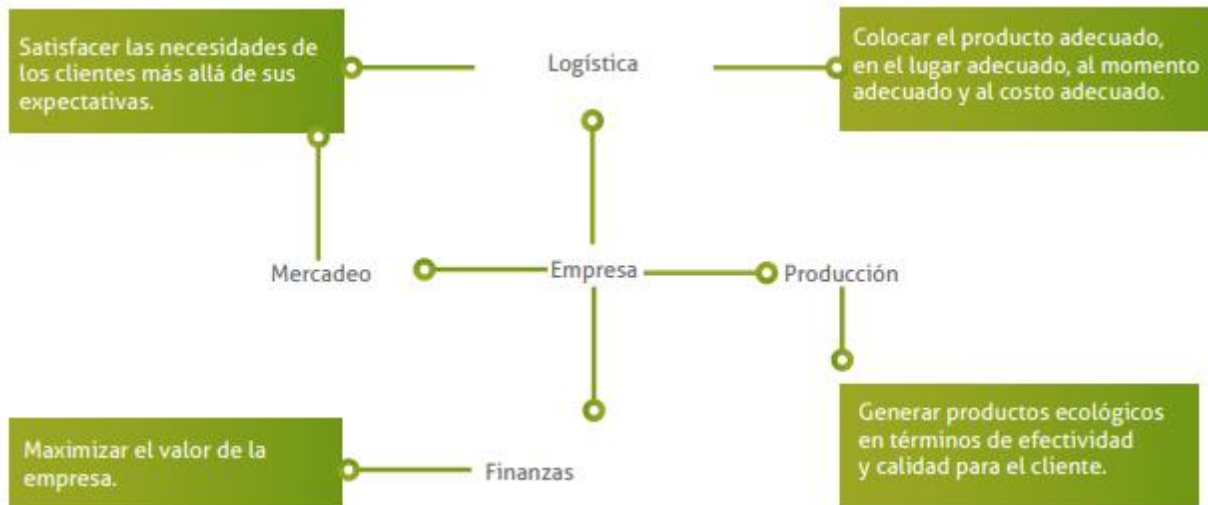 Satisfacer las necesidades de
los clientes más allá de sus
expectativas.
Logística
Colocar el producto adecuado,
en el lugar adecuado, al momento
adecuado y al costo adecuado.
Mercadeo
Empresa
Producción
Maximizar el valor de la
empresa.
Finanzas
Generar productos ecológicos
en términos de efectividad
y calidad para el cliente.